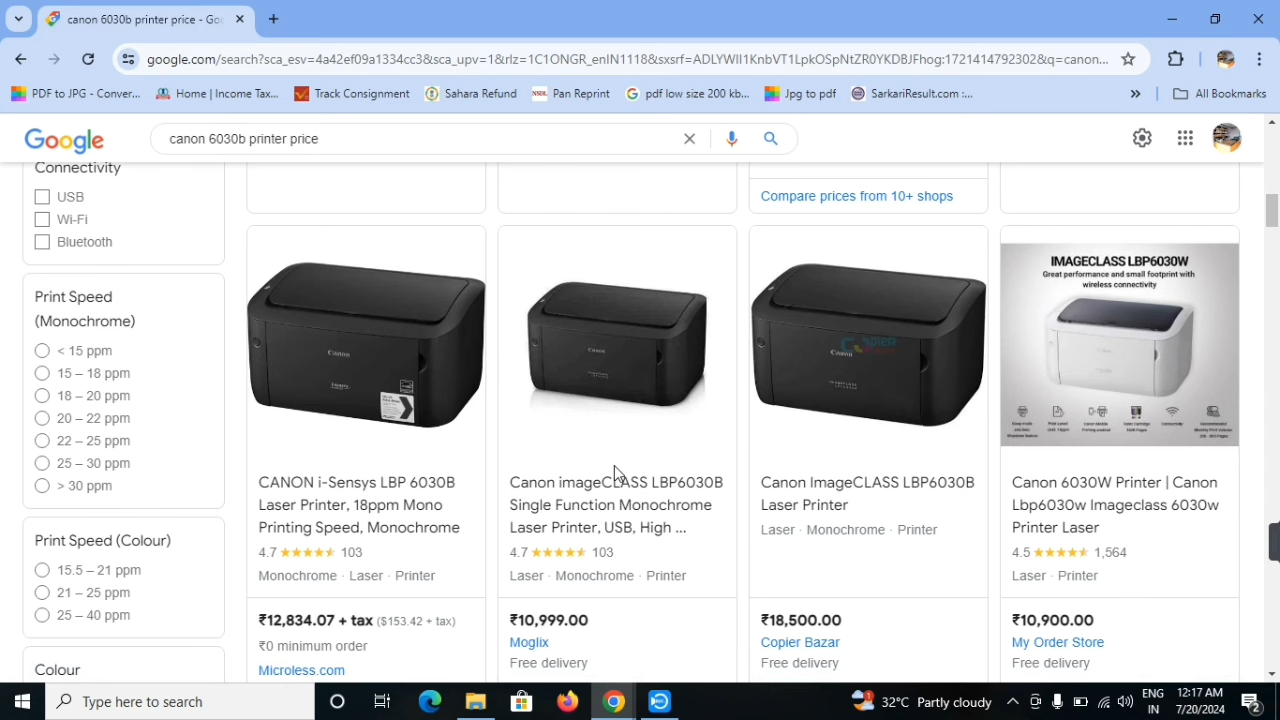 canon 6030b printer price - Goo
google.com/search?sca_esv=4a42ef09a1334cc3&sca_upv=1&rlz=1C1ONGR_enIN1118&sxsrf=ADLYWII1KnbVT1LpkOSpNtZR0YKDBJFhog:1721414792302&q=canon...
PDF to JPG - Conver...
Home | Income Tax...
Track Consignment
Sahara Refund
NSDL
Pan Reprint
pdf low size 200 kb...
Jpg to pdf
SarkariResult.com :...
All Bookmarks
Google
canon 6030b printer price
Connectivity
USB
Wi-Fi
Bluetooth
Print Speed
(Monochrome)
< 15 ppm
15 – 18 ppm
18 – 20 ppm
20 – 22 ppm
22 – 25 ppm
25 – 30 ppm
> 30 ppm
Print Speed (Colour)
15.5 – 21 ppm
21 – 25 ppm
25 – 40 ppm
Colour
Compare prices from 10+ shops
Canon
CANON i-Sensys LBP 6030B
Laser Printer, 18ppm Mono
Printing Speed, Monochrome
4.7 103
Monochrome · Laser · Printer
₹12,834.07 + tax ($153.42 + tax)
₹0 minimum order
Microless.com
Canon
Canon imageCLASS LBP6030B
Single Function Monochrome
Laser Printer, USB, High ...
4.7 103
Laser · Monochrome · Printer
₹10,999.00
Moglix
Free delivery
Canon
Canon ImageCLASS LBP6030B
Laser Printer
Laser · Monochrome · Printer
₹18,500.00
Copier Bazar
Free delivery
IMAGECLASS LBP6030W
Great performance and small footprint with
wireless connectivity
Canon 6030W Printer | Canon
Lbp6030w Imageclass 6030w
Printer Laser
4.5 1,564
Laser · Printer
₹10,900.00
My Order Store
Free delivery
Type here to search
1
32°C Partly cloudy
ENG
IN
12:17 AM
7/20/2024
2